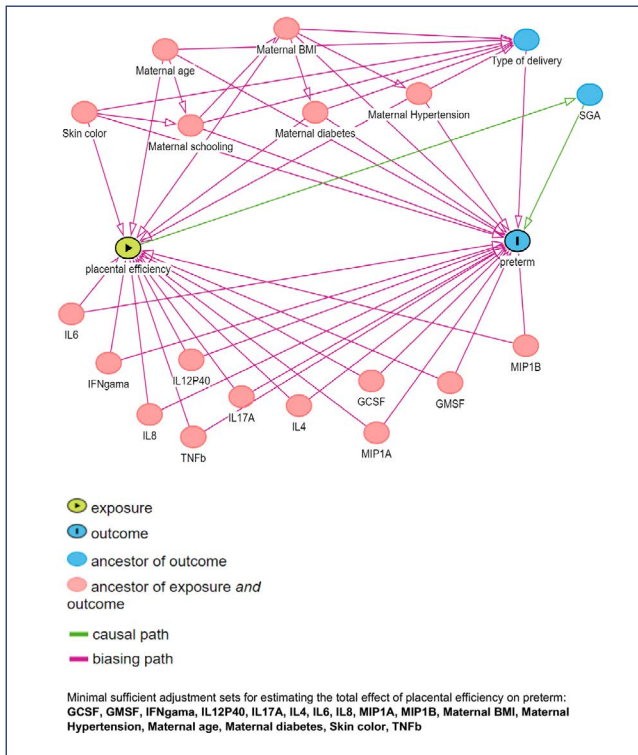 Maternal BMI
Type of delivery
Maternal age
SGA
Maternal Hypertension
Skin color
Maternal schooling
Maternal diabetes
placental efficiency
preterm
IL6
MIP1B
IFNgama
IL12P40
GCSF
GMSF
IL8
IL17A
IL4
TNFb
MIP1A
exposure
outcome
ancestor of outcome
ancestor of exposure and
outcome
causal path
biasing path
Minimal sufficient adjustment sets for estimating the total effect of placental efficiency on preterm:
GCSF, GMSF, IFNgama, IL12P40, IL17A, IL4, IL6, IL8, MIP1A, MIP1B, Maternal BMI, Maternal
Hypertension, Maternal age, Maternal diabetes, Skin color, TNFb